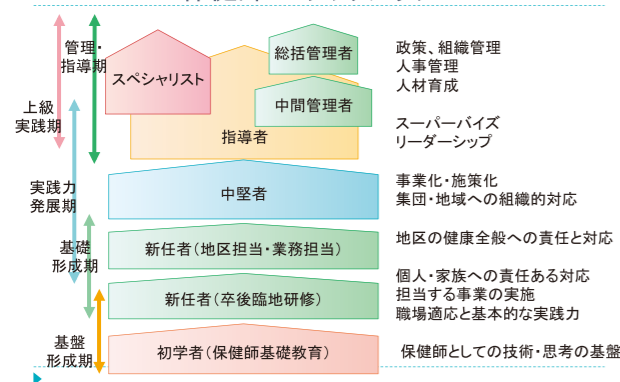 管理・
指導期
上級
実践期
実践力
発展期
基礎
形成期
基盤
形成期
総括管理者
スペシャリスト
中間管理者
指導者
中堅者
新任者(地区担当・業務担当)
新任者(卒後臨地研修)
初学者(保健師基礎教育)
政策、組織管理
人事管理
人材育成
スーパーバイズ
リーダーシップ
事業化・施策化
集団・地域への組織的対応
地区の健康全般への責任と対応
個人・家族への責任ある対応
担当する事業の実施
職場適応と基本的な実践力
保健師としての技術・思考の基盤